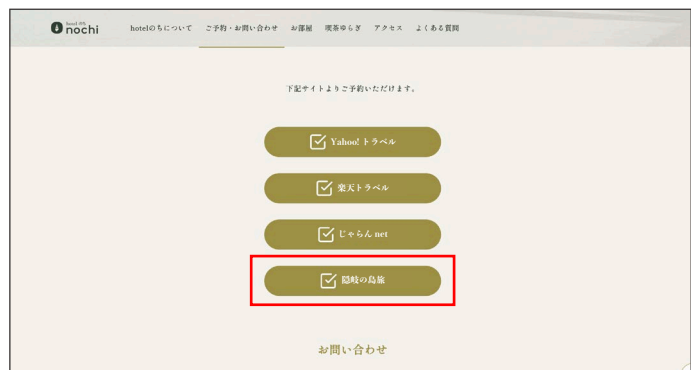 hotel のち
nochi
hotelのちについて ご予約・お問い合わせ お部屋 喫茶ゆらぎ アクセス よくある質問
下記サイトよりご予約いただけます。
Yahoo! トラベル
楽天トラベル
じゃらん net
隠岐の島旅
お問い合わせ